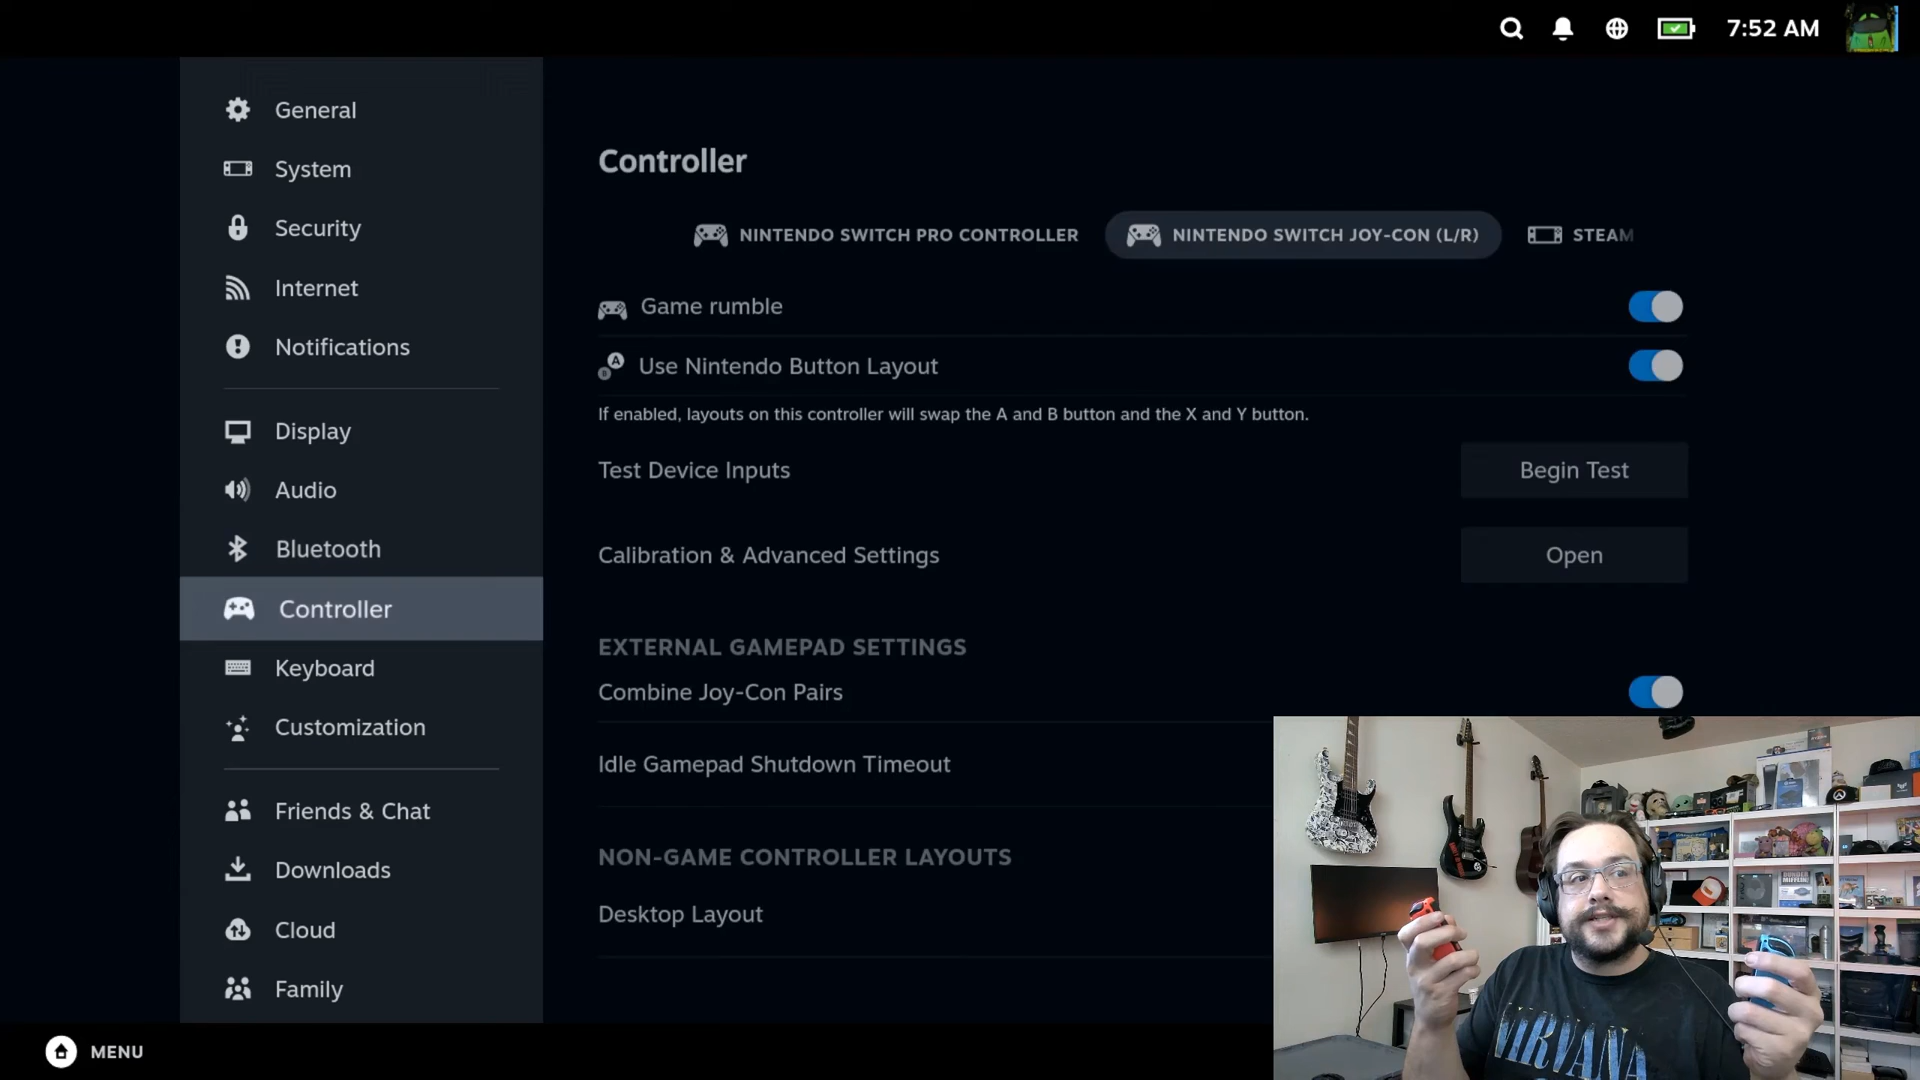 7:52 AM
General
System
Security
Internet
Notifications
Display
Audio
Bluetooth
Controller
Keyboard
Customization
Friends & Chat
Downloads
Cloud
Family
Controller
NINTENDO SWITCH PRO CONTROLLER
NINTENDO SWITCH JOY-CON (L/R)
STEAM
Game rumble
A
B
Use Nintendo Button Layout
If enabled, layouts on this controller will swap the A and B button and the X and Y button.
Test Device Inputs
Begin Test
Calibration & Advanced Settings
Open
EXTERNAL GAMEPAD SETTINGS
Combine Joy-Con Pairs
Idle Gamepad Shutdown Timeout
NON-GAME CONTROLLER LAYOUTS
Desktop Layout
NIRVANA
MENU